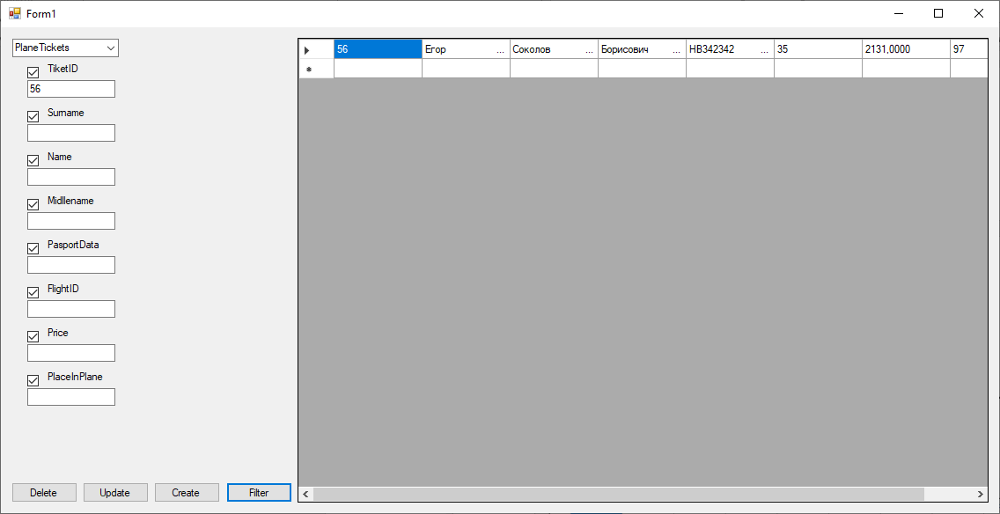 Form1
PlaneTickets
TiketID
56
Surname
Name
Midllename
PasportData
FlightID
Price
PlaceInPlane
Delete Update Create Filter
56 Егор ... Соколов ... Борисович ... НВ342342 ... 35 2131,0000 97